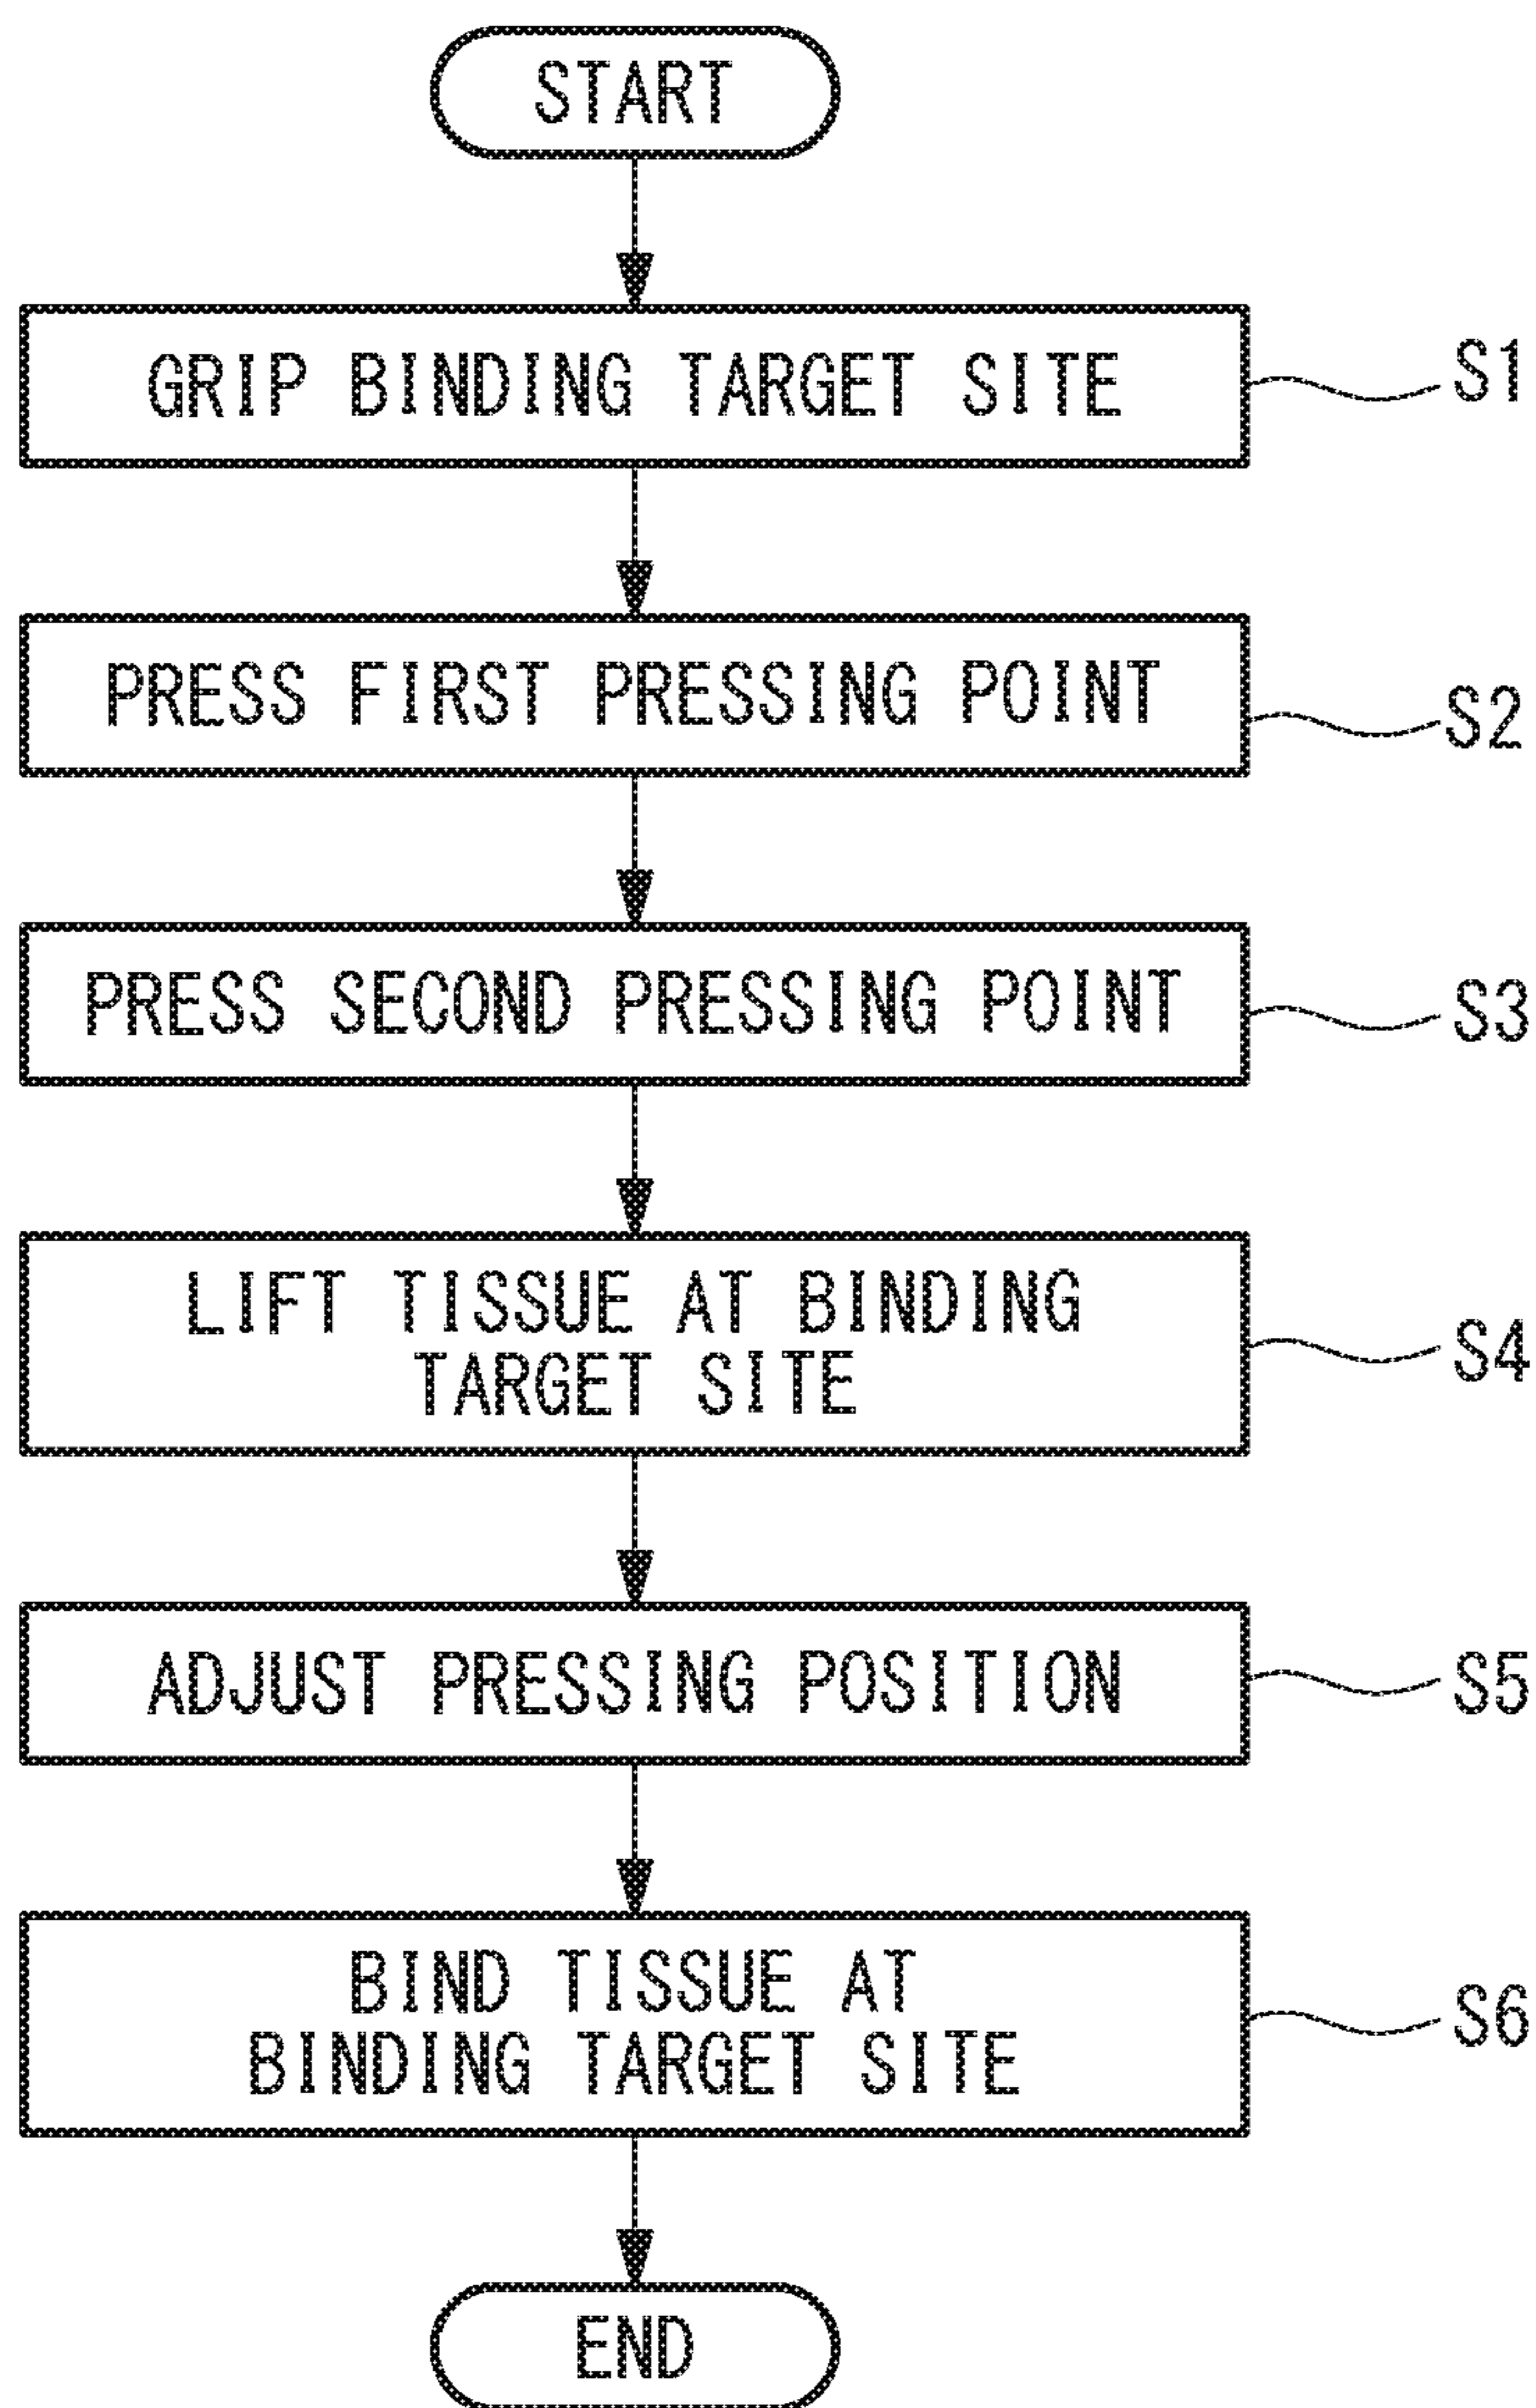 START
GRIP BINDING TARGET SITE
S1
PRESS FIRST PRESSING POINT
S2
PRESS SECOND PRESSING POINT
S3
LIFT TISSUE AT BINDING
TARGET SITE
S4
ADJUST PRESSING POSITION
S5
BIND TISSUE AT
BINDING TARGET SITE
S6
END